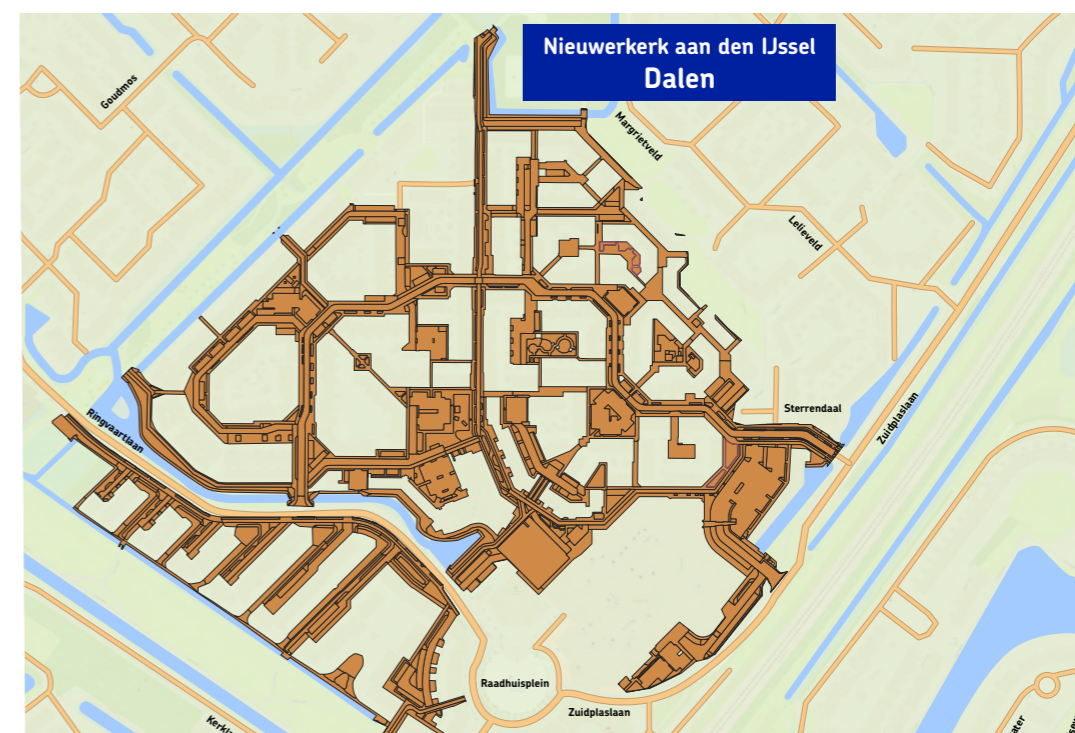 Nieuwerkerk aan den IJssel
Dalen
Goudmos
Margrietveld
Lelieveld
Sterrendaal
Zuidplaslaan
Ringvaartlaan
Raadhuisplein
Zuidplaslaan